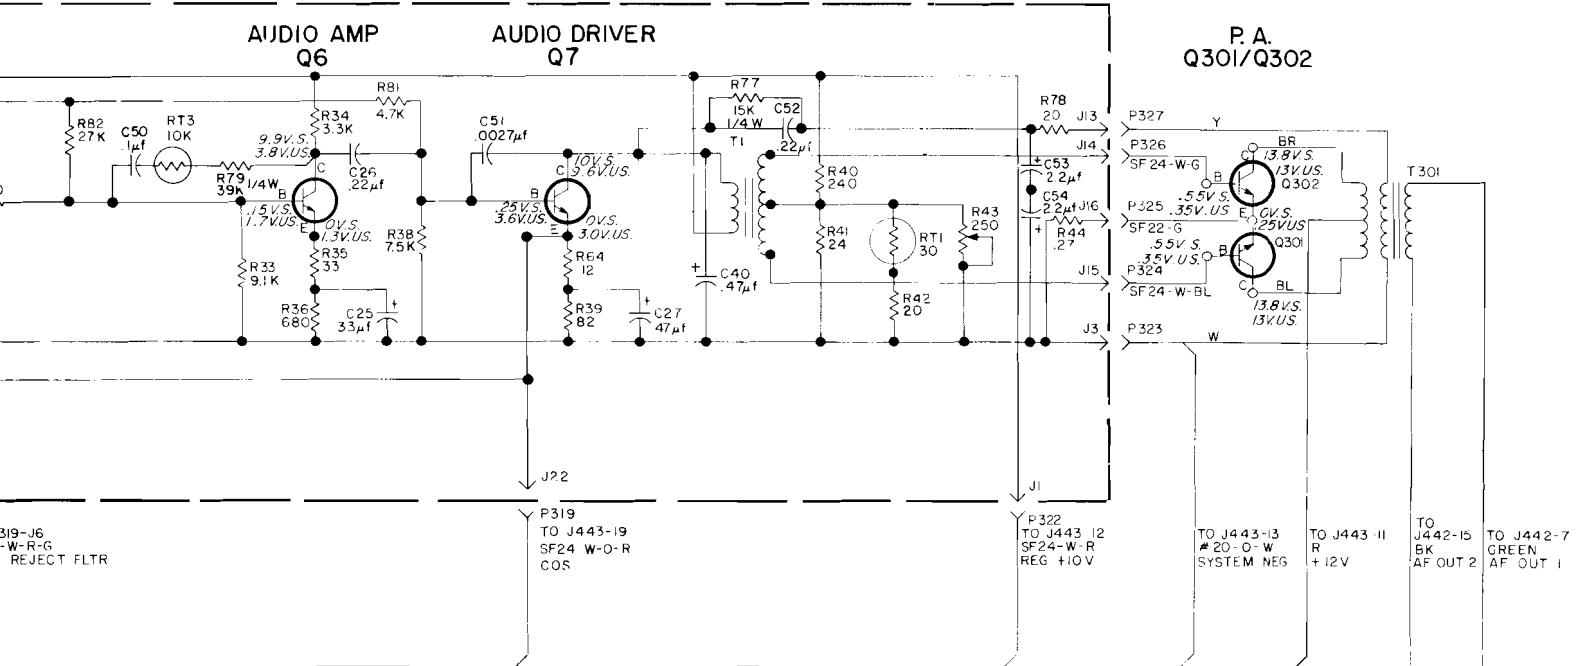 AUDIO AMP
Q6
AUDIO DRIVER
Q7
P. A.
Q301/Q302
R82
27K
C50
.1µf
RT3
10K
R79
39K
1/4W
R33
9.1K
R34
3.3K
9.9V.S.
3.8V.US.
C
B
E
.15V.S.
1.7V.US.
0V.S.
1.3V.US.
R35
33
R36
680
C25
33µf
+
R81
4.7K
C26
.22µf
R38
7.5K
C51
.0027µf
10V.S.
9.6V.US.
C
B
E
.25V.S.
3.6V.US.
0V.S.
3.0V.US.
R64
12
R39
82
C27
47µf
+
R77
15K
1/4W
C52
.22µf
T1
C40
.47µf
+
R40
240
R41
24
RT1
30
R42
20
R43
250
R78
20
C53
2.2µf
+
C54
2.2µf
+
R44
.27
J13
J14
J16
J15
J3
P327
P326
SF24-W-G
P325
SF22-G
P324
SF24-W-BL
P323
Y
W
BR
BL
13.8V.S.
13V.US.
Q302
C
B
E
.55V.S.
.35V.US
0V.S.
.25VUS
Q301
B
C
.55V.S.
.35V.US.
13.8V.S.
13V.US.
T301
J22
J1
319-J6
-W-R-G
REJECT FLTR
P319
TO J443-19
SF24 W-O-R
COS
P322
TO J443 12
SF24-W-R
REG +10V
TO J443-13
#20-O-W
SYSTEM NEG
TO J443-11
R
+12V
TO
J442-15
BK
AF OUT 2
TO J442-7
GREEN
AF OUT 1